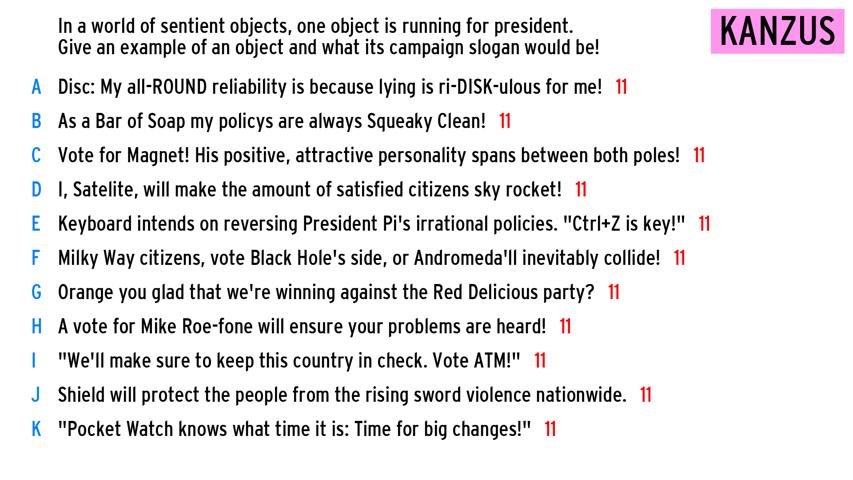 In a world of sentient objects, one object is running for president.
Give an example of an object and what its campaign slogan would be!
KANZUS
A Disc: My all-ROUND reliability is because lying is ri-DISK-ulous for me! 11
B As a Bar of Soap my policys are always Squeaky Clean! 11
C Vote for Magnet! His positive, attractive personality spans between both poles! 11
D I, Satelite, will make the amount of satisfied citizens sky rocket! 11
E Keyboard intends on reversing President Pi's irrational policies. "Ctrl+Z is key!" 11
F Milky Way citizens, vote Black Hole's side, or Andromeda'll inevitably collide! 11
G Orange you glad that we're winning against the Red Delicious party? 11
H A vote for Mike Roe-fone will ensure your problems are heard! 11
I "We'll make sure to keep this country in check. Vote ATM!" 11
J Shield will protect the people from the rising sword violence nationwide. 11
K "Pocket Watch knows what time it is: Time for big changes!" 11